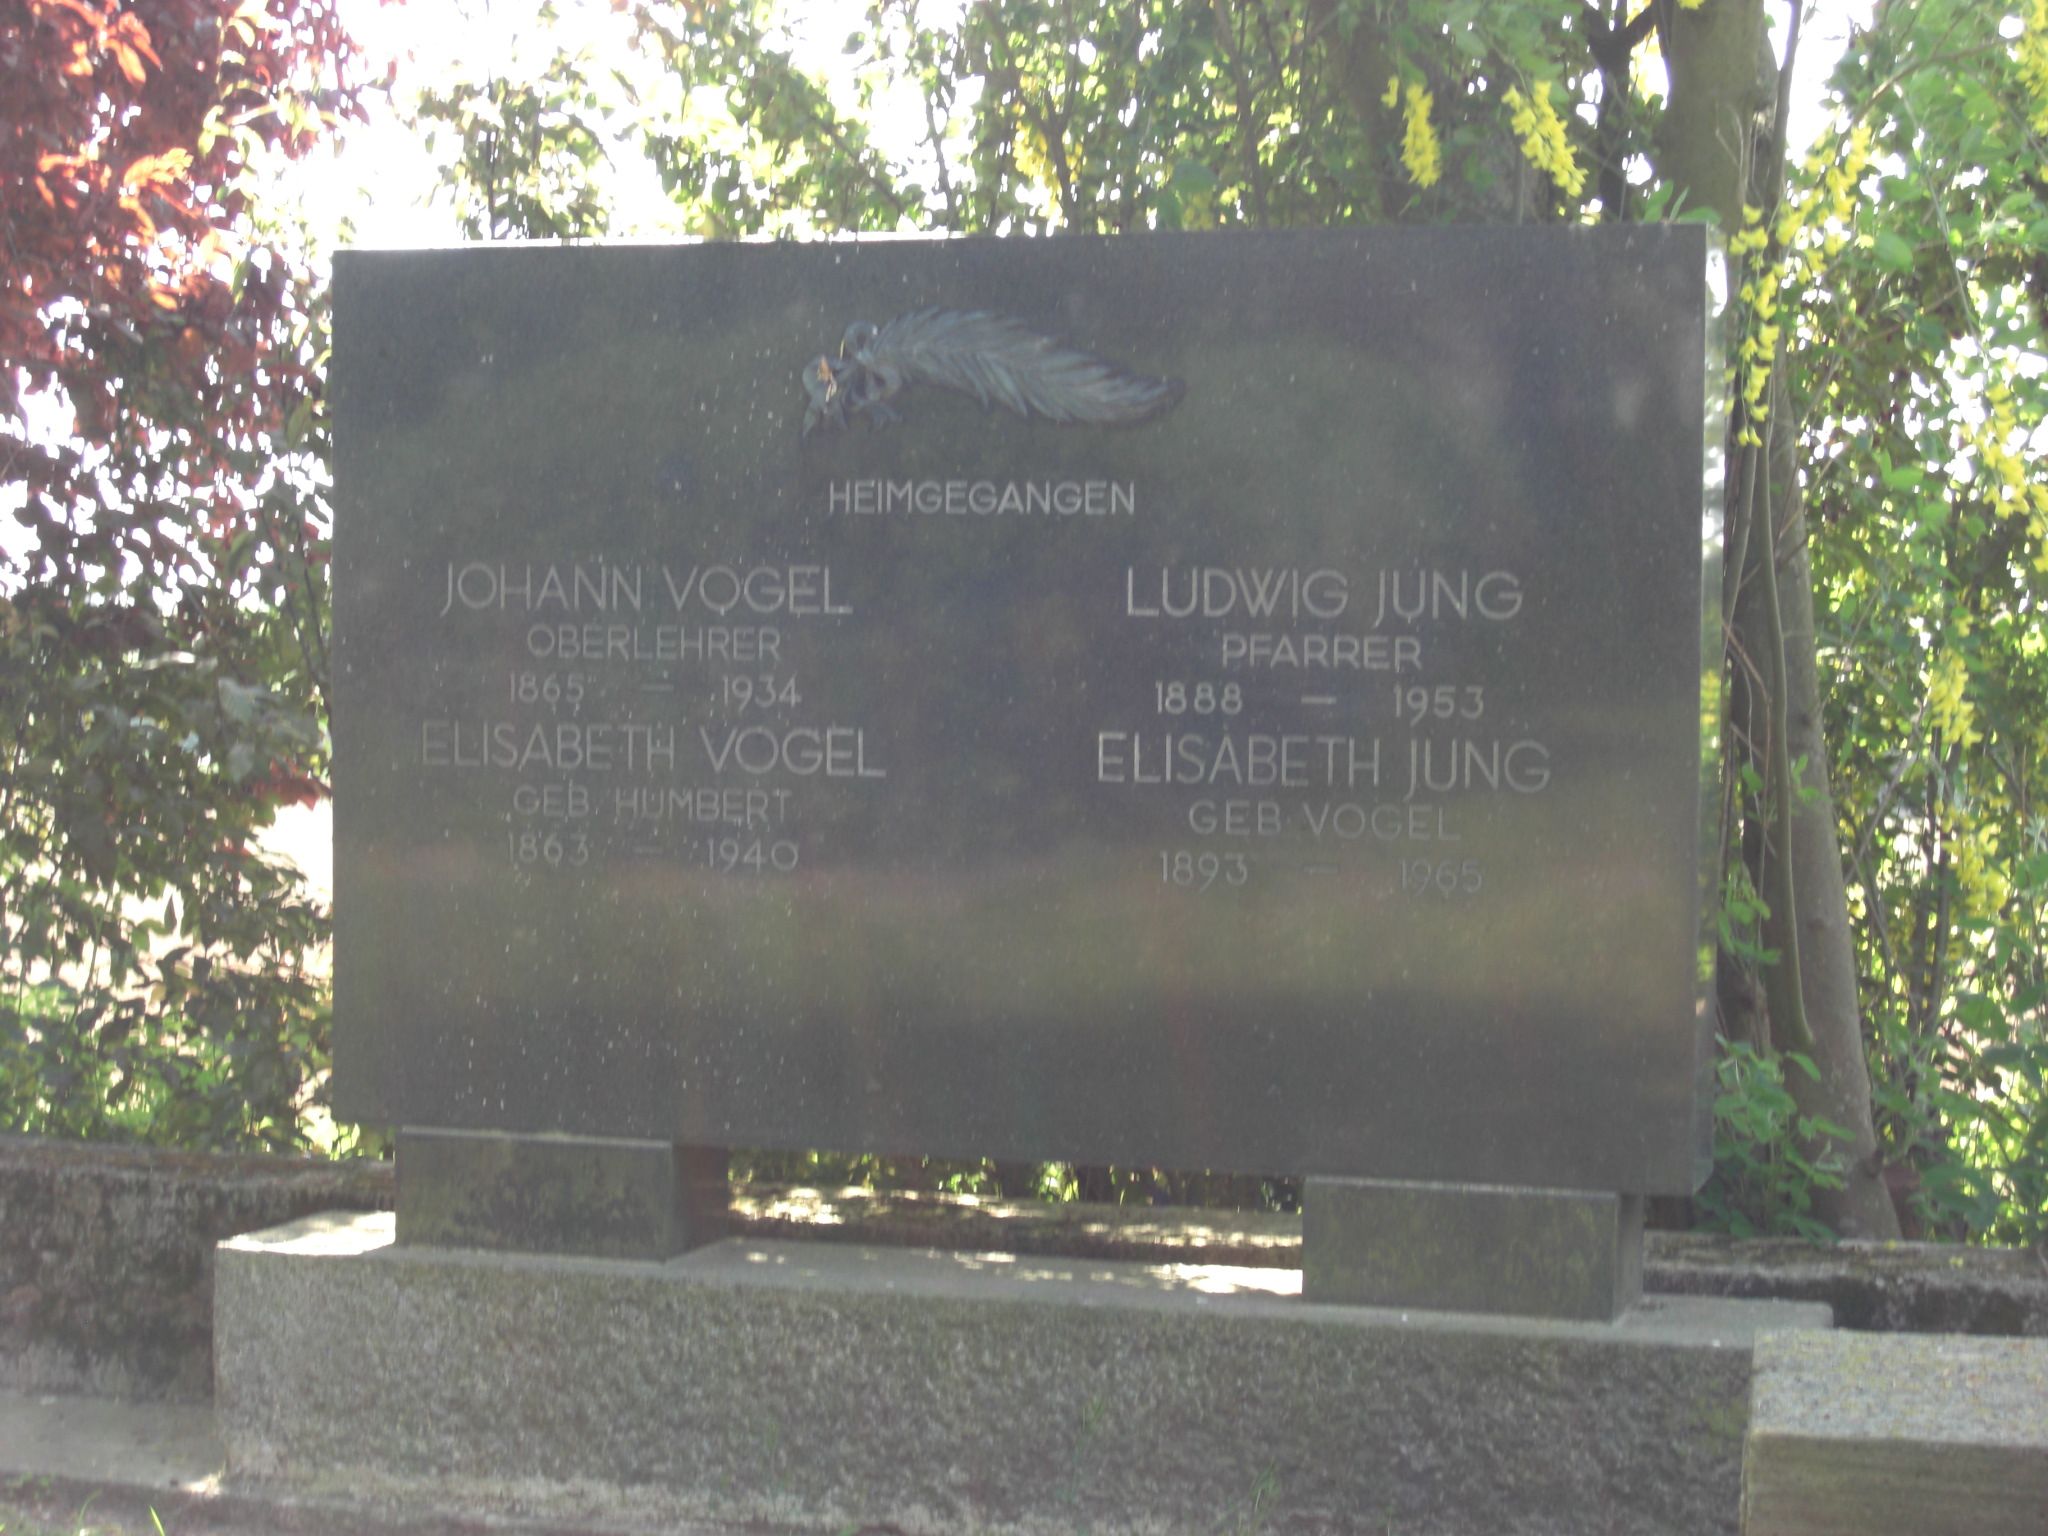 HEIMGEGANGEN
JOHANN VOGEL
OBERLEHRER
1865 — 1934
ELISABETH VOGEL
GEB. HUMBERT
1863 — 1940
LUDWIG JUNG
PFARRER
1888 — 1953
ELISABETH JUNG
GEB VOGEL
1893 — 1965